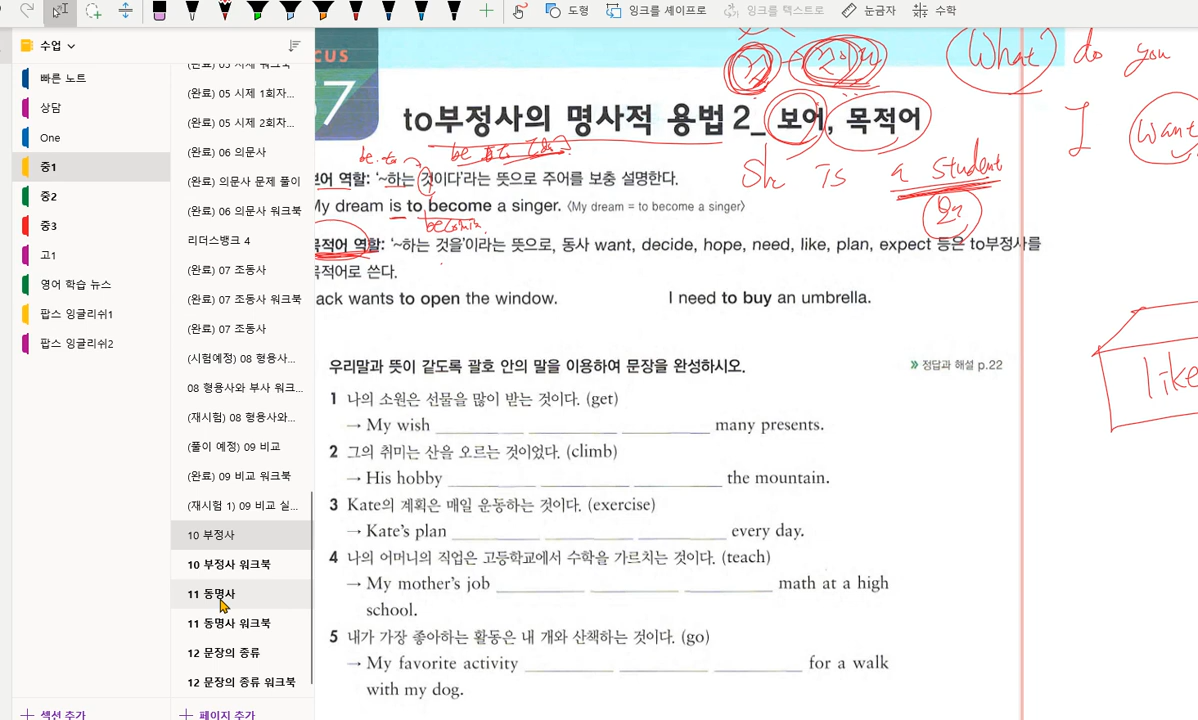 도형
잉크를 셰이프로
잉크를 텍스트로
눈금자
수학
수업
빠른 노트
상담
One
중1
중2
중3
고1
영어 학습 뉴스
팝스 잉글리쉬1
팝스 잉글리쉬2
섹션 추가
(완료) 05 시제 워크북
(완료) 05 시제 1회차...
(완료) 05 시제 2회차...
(완료) 06 의문사
(완료) 06 의문사 문제 풀이
(완료) 06 의문사 워크북
리더스뱅크 4
(완료) 07 조동사
(완료) 07 조동사 워크북
(완료) 07 조동사
(시험예정) 08 형용사...
08 형용사와 부사 워크...
(재시험) 08 형용사와...
(풀이 예정) 09 비교
(완료) 09 비교 워크북
(재시험 1) 09 비교 실...
10 부정사
10 부정사 워크북
11 동명사
11 동명사 워크북
12 문장의 종류
12 문장의 종류 워크북
페이지 추가
CUS
7
What do you
to부정사의 명사적 용법 2_ 보어, 목적어
I want
She is a student
보어 역할: '~하는 것이다'라는 뜻으로 주어를 보충 설명한다.
My dream is to become a singer. <My dream = to become a singer>
목적어 역할: '~하는 것을'이라는 뜻으로, 동사 want, decide, hope, need, like, plan, expect 등은 to부정사를
목적어로 쓴다.
ack wants to open the window. I need to buy an umbrella.
like
우리말과 뜻이 같도록 괄호 안의 말을 이용하여 문장을 완성하시오.
» 정답과 해설 p.22
1 나의 소원은 선물을 많이 받는 것이다. (get)
→ My wish ____ ____ ____ many presents.
2 그의 취미는 산을 오르는 것이었다. (climb)
→ His hobby ____ ____ ____ the mountain.
3 Kate의 계획은 매일 운동하는 것이다. (exercise)
→ Kate's plan ____ ____ ____ every day.
4 나의 어머니의 직업은 고등학교에서 수학을 가르치는 것이다. (teach)
→ My mother's job ____ ____ ____ math at a high
school.
5 내가 가장 좋아하는 활동은 내 개와 산책하는 것이다. (go)
→ My favorite activity ____ ____ ____ for a walk
with my dog.